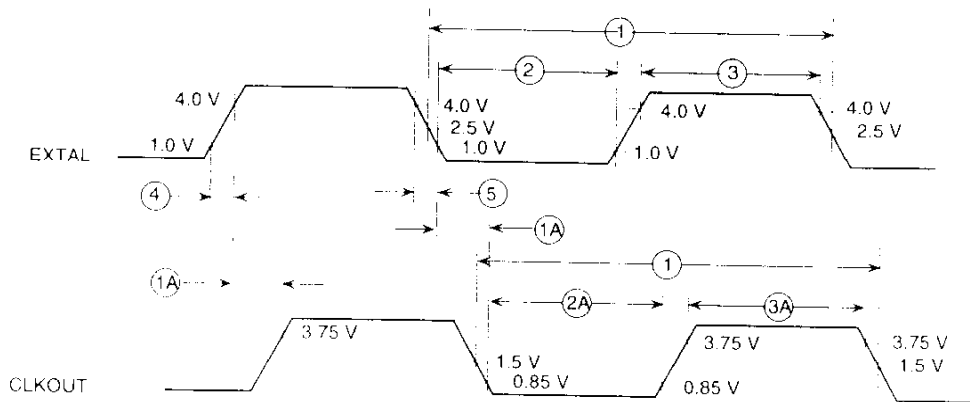 1
2
3
4.0 V
4.0 V
2.5 V
1.0 V
4.0 V
4.0 V
2.5 V
1.0 V
1.0 V
EXTAL
4
5
1A
1
1A
2A
3A
3.75 V
1.5 V
0.85 V
3.75 V
0.85 V
3.75 V
1.5 V
CLKOUT